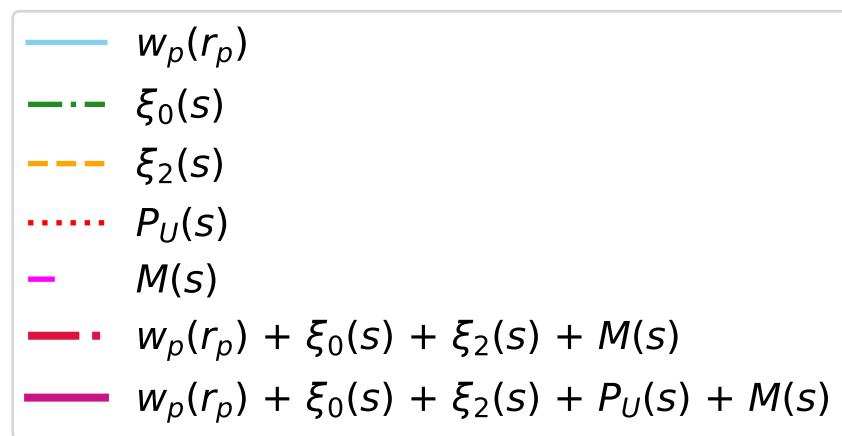 w_p(r_p)
ξ_0(s)
ξ_2(s)
P_U(s)
M(s)
w_p(r_p) + ξ_0(s) + ξ_2(s) + M(s)
w_p(r_p) + ξ_0(s) + ξ_2(s) + P_U(s) + M(s)